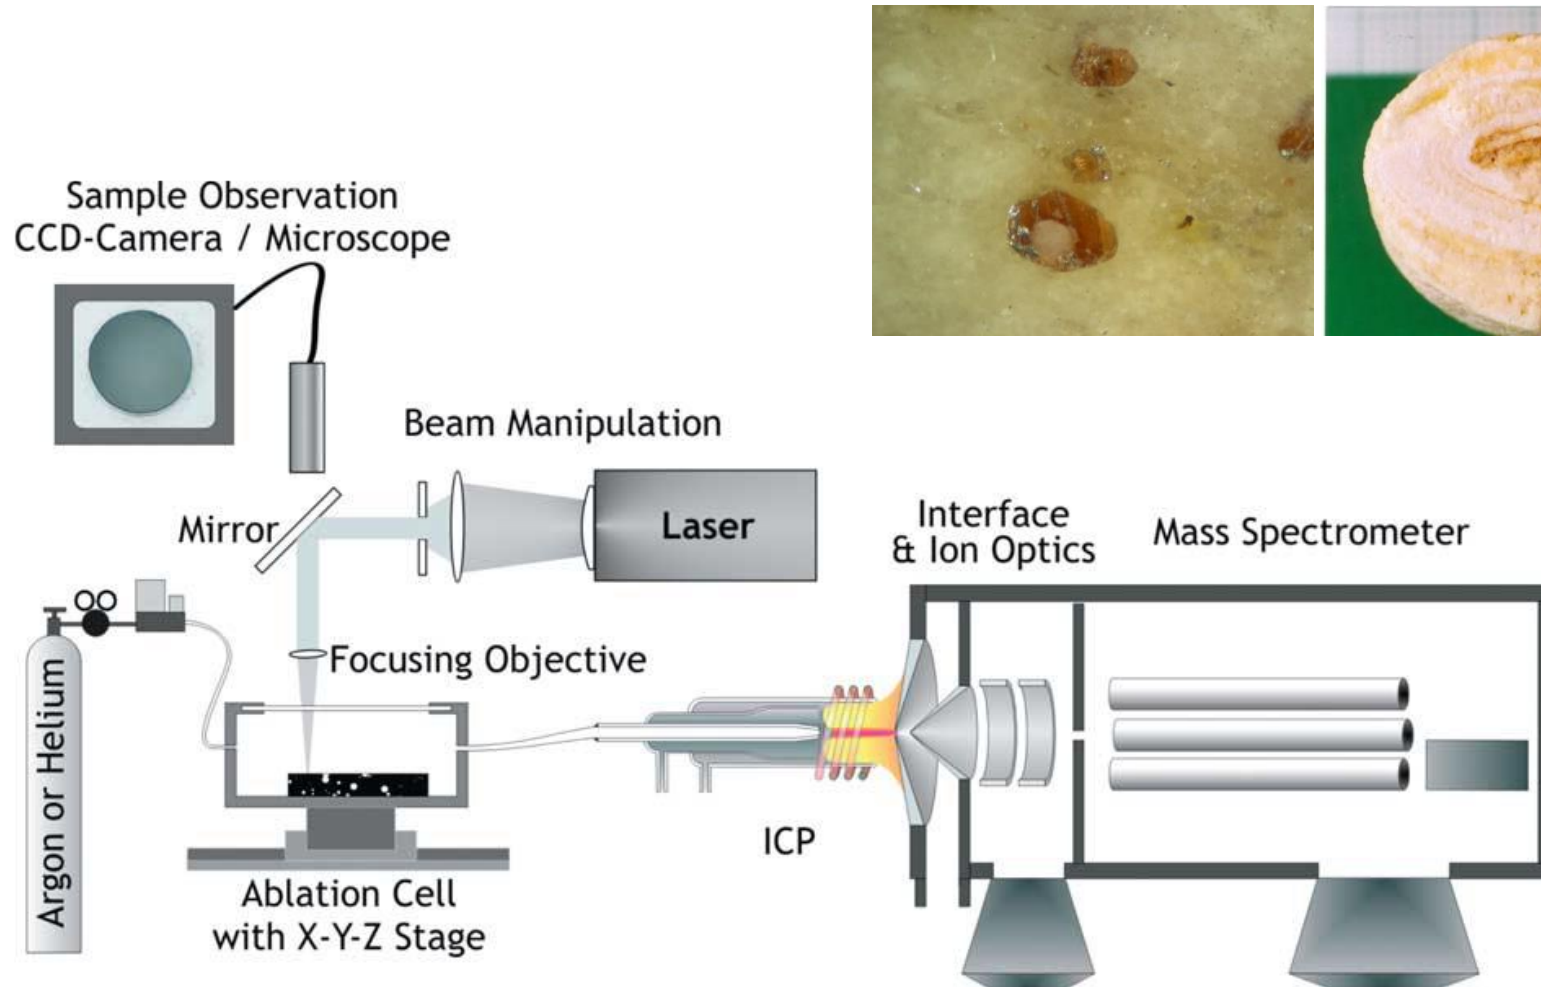 Sample Observation
CCD-Camera / Microscope
Beam Manipulation
Laser
Mirror
Interface
& Ion Optics
Mass Spectrometer
Focusing Objective
Argon or Helium
ICP
Ablation Cell
with X-Y-Z Stage